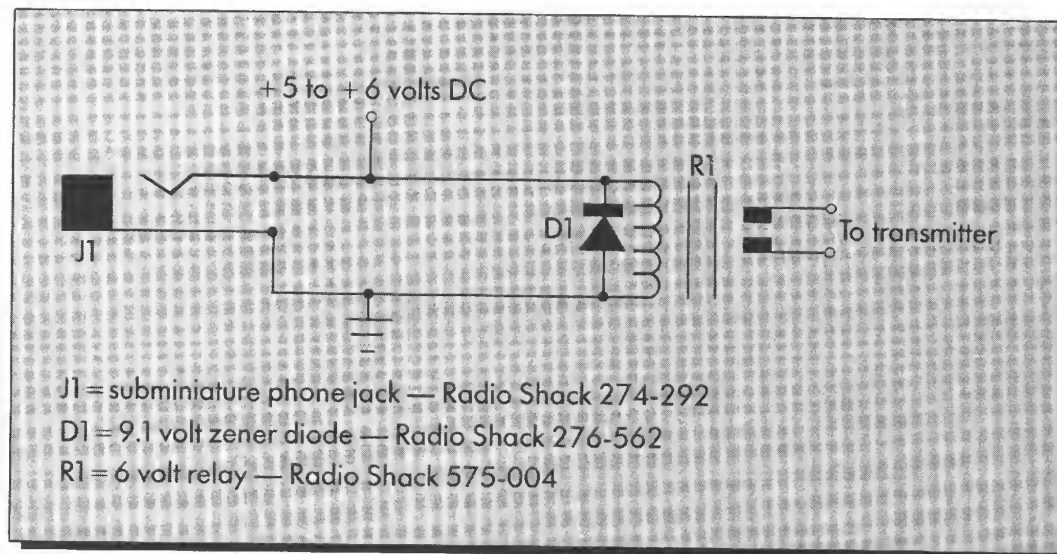 +5 to +6 volts DC
R1
D1
To transmitter
J1
J1 = subminiature phone jack — Radio Shack 274-292
D1 = 9.1 volt zener diode — Radio Shack 276-562
R1 = 6 volt relay — Radio Shack 575-004